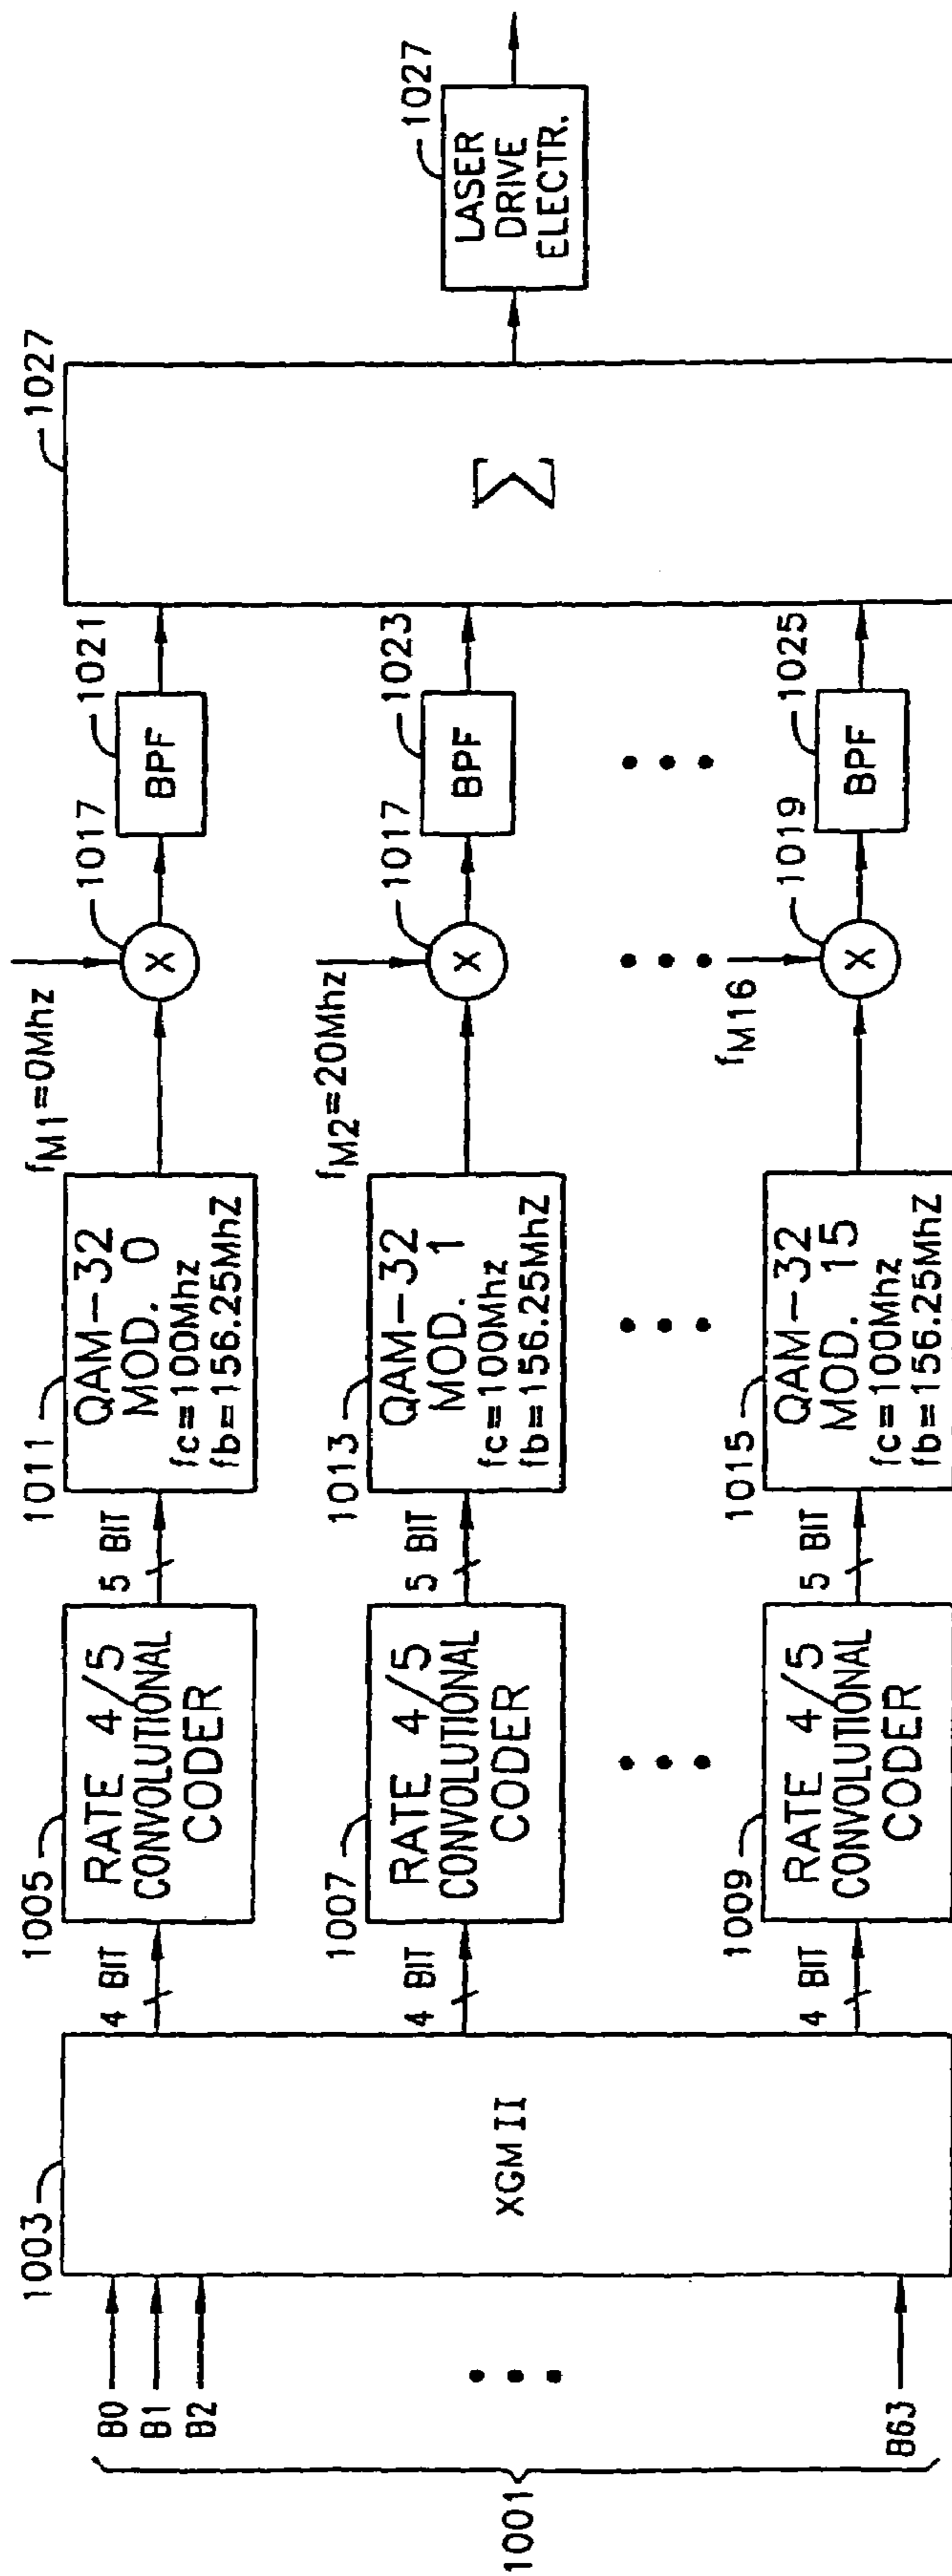 1001
B0
B1
B2
B63
1003
XGM II
4 BIT
4 BIT
4 BIT
1005
RATE 4/5
CONVOLUTIONAL
CODER
1007
RATE 4/5
CONVOLUTIONAL
CODER
1009
RATE 4/5
CONVOLUTIONAL
CODER
5 BIT
5 BIT
5 BIT
1011
QAM-32
MOD. 0
fc=100Mhz
fb=156.25MhZ
1013
QAM-32
MOD. 1
fc=100Mhz
fb=156.25MhZ
1015
QAM-32
MOD. 15
fc=100Mhz
fb=156.25MhZ
fM1=0Mhz
fM2=20Mhz
fM16
1017
X
1017
X
1019
X
1021
BPF
1023
BPF
1025
BPF
1027
Σ
1027
LASER
DRIVE
ELECTR.